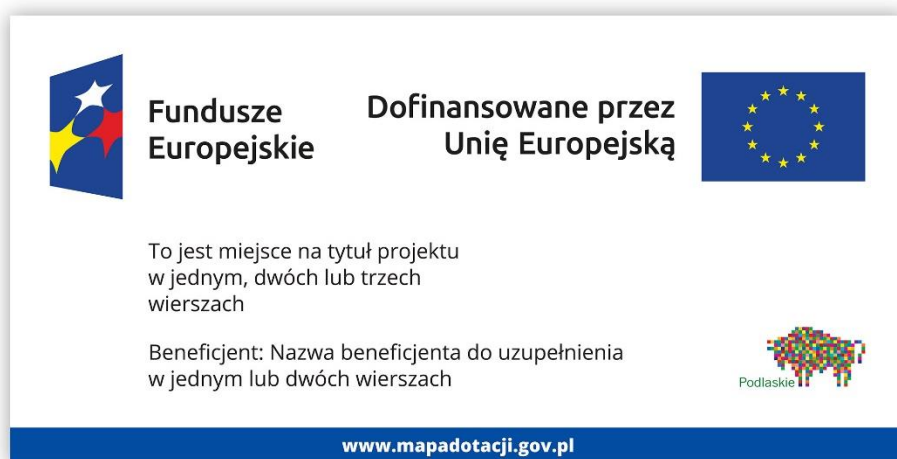 Fundusze
Europejskie
Dofinansowane przez
Unię Europejską
To jest miejsce na tytuł projektu
w jednym, dwóch lub trzech
wierszach
Beneficjent: Nazwa beneficjenta do uzupełnienia
w jednym lub dwóch wierszach
Podlaskie
www.mapadotacji.gov.pl